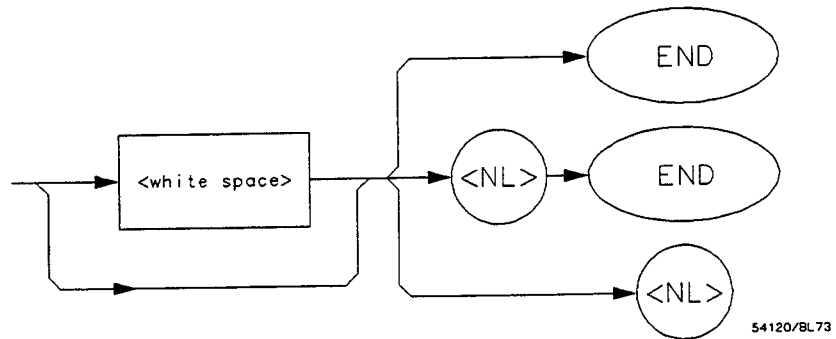 END
<white space>
<NL>
END
<NL>
54120/BL73